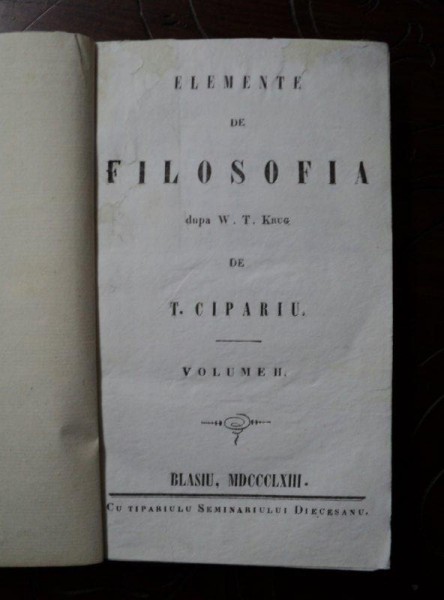 ELEMENTE
DE
FILOSOFIA
dupa W. T. KRUG
DE
T. CIPARIU.
VOLUME II.
BLASIU, MDCCCLXIII.
CU TIPARIULU SEMINARIULUI DIECESANU.